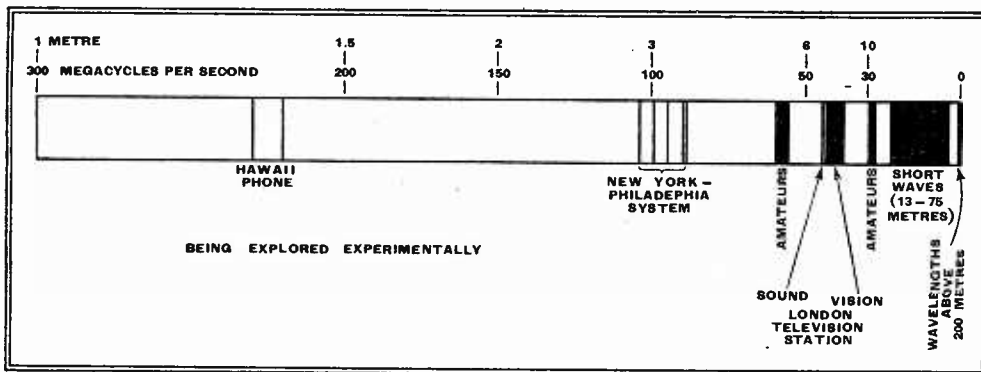 1 METRE 1.5 2 3 6 10
300 MEGACYCLES PER SECOND 200 150 100 50 30 0
HAWAII
PHONE
NEW YORK–
PHILADEPHIA
SYSTEM
AMATEURS
AMATEURS
SHORT
WAVES
(13–75
METRES)
BEING EXPLORED EXPERIMENTALLY
SOUND VISION
LONDON
TELEVISION
STATION
WAVELENGTHS
ABOVE
200 METRES